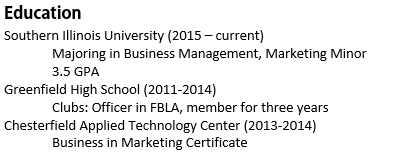 Education
Southern Illinois University (2015 – current)
Majoring in Business Management, Marketing Minor
3.5 GPA
Greenfield High School (2011-2014)
Clubs: Officer in FBLA, member for three years
Chesterfield Applied Technology Center (2013-2014)
Business in Marketing Certificate